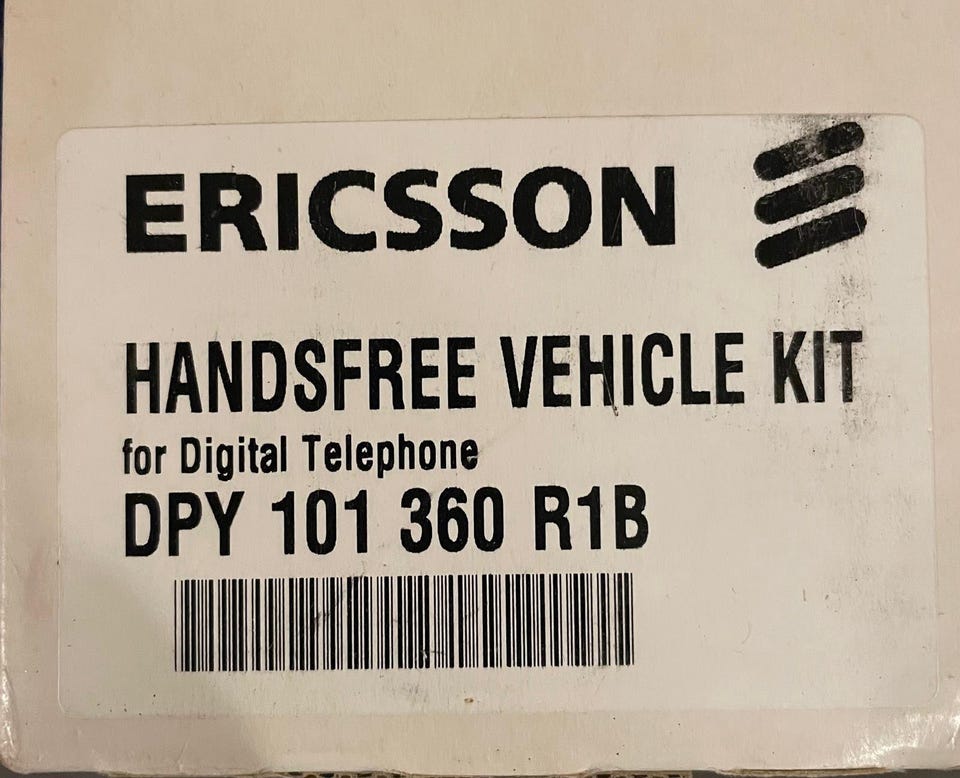 ERICSSON
HANDSFREE VEHICLE KIT
for Digital Telephone
DPY 101 360 R1B